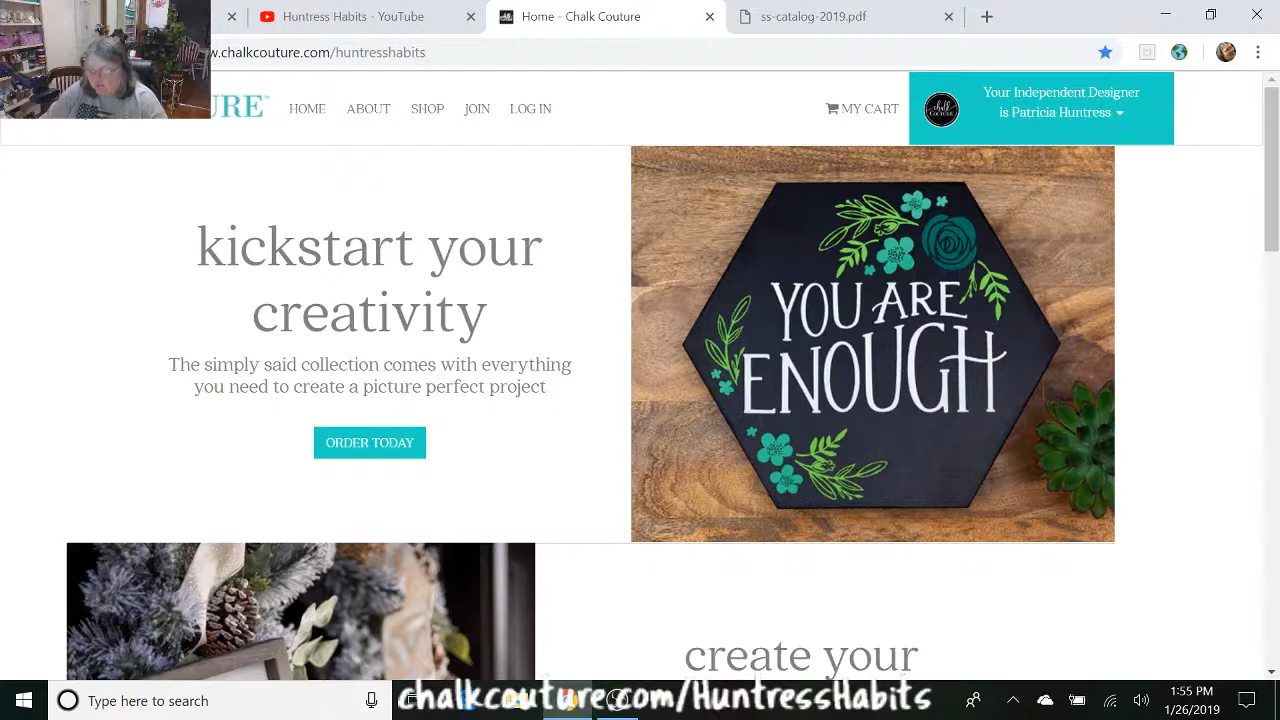 Huntress Habits - YouTube
Home - Chalk Couture
ss-catalog-2019.pdf
w.chalkcouture.com/huntresshabits
URE™
HOME
ABOUT
SHOP
JOIN
LOG IN
MY CART
chalk
COUTURE
Your Independent Designer
is Patricia Huntress
kickstart your
creativity
The simply said collection comes with everything
you need to create a picture perfect project
ORDER TODAY
YOU ARE
ENOUGH
create your
Type here to search
chalkcouture.com/HuntressHabits
1:55 PM
1/26/2019